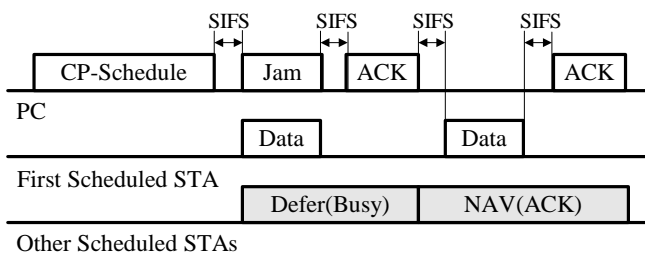 SIFS SIFS SIFS SIFS
CP-Schedule Jam ACK ACK
PC
Data Data
First Scheduled STA
Defer(Busy) NAV(ACK)
Other Scheduled STAs